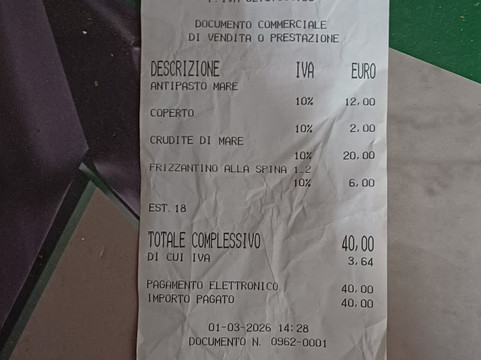 DOCUMENTO COMMERCIALE
DI VENDITA O PRESTAZIONE
DESCRIZIONE IVA EURO
ANTIPASTO MARE
10% 12,00
COPERTO
10% 2,00
CRUDITE DI MARE
10% 20,00
FRIZZANTINO ALLA SPINA 1_2
10% 6,00
EST. 18
TOTALE COMPLESSIVO 40,00
DI CUI IVA 3,64
PAGAMENTO ELETTRONICO 40,00
IMPORTO PAGATO 40,00
01-03-2026 14:28
DOCUMENTO N. 0962-0001